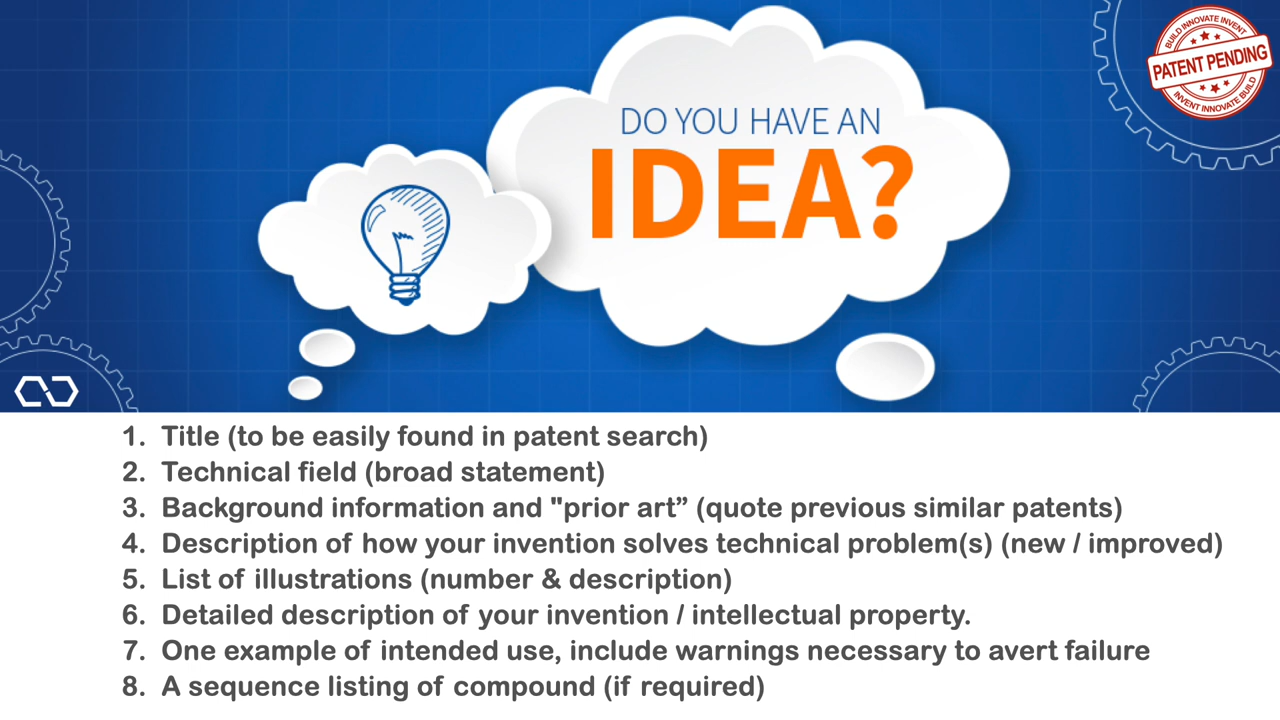 DO YOU HAVE AN
IDEA?
BUILD INNOVATE INVENT
PATENT PENDING
INVENT INNOVATE BUILD
1. Title (to be easily found in patent search)
2. Technical field (broad statement)
3. Background information and "prior art” (quote previous similar patents)
4. Description of how your invention solves technical problem(s) (new / improved)
5. List of illustrations (number & description)
6. Detailed description of your invention / intellectual property.
7. One example of intended use, include warnings necessary to avert failure
8. A sequence listing of compound (if required)